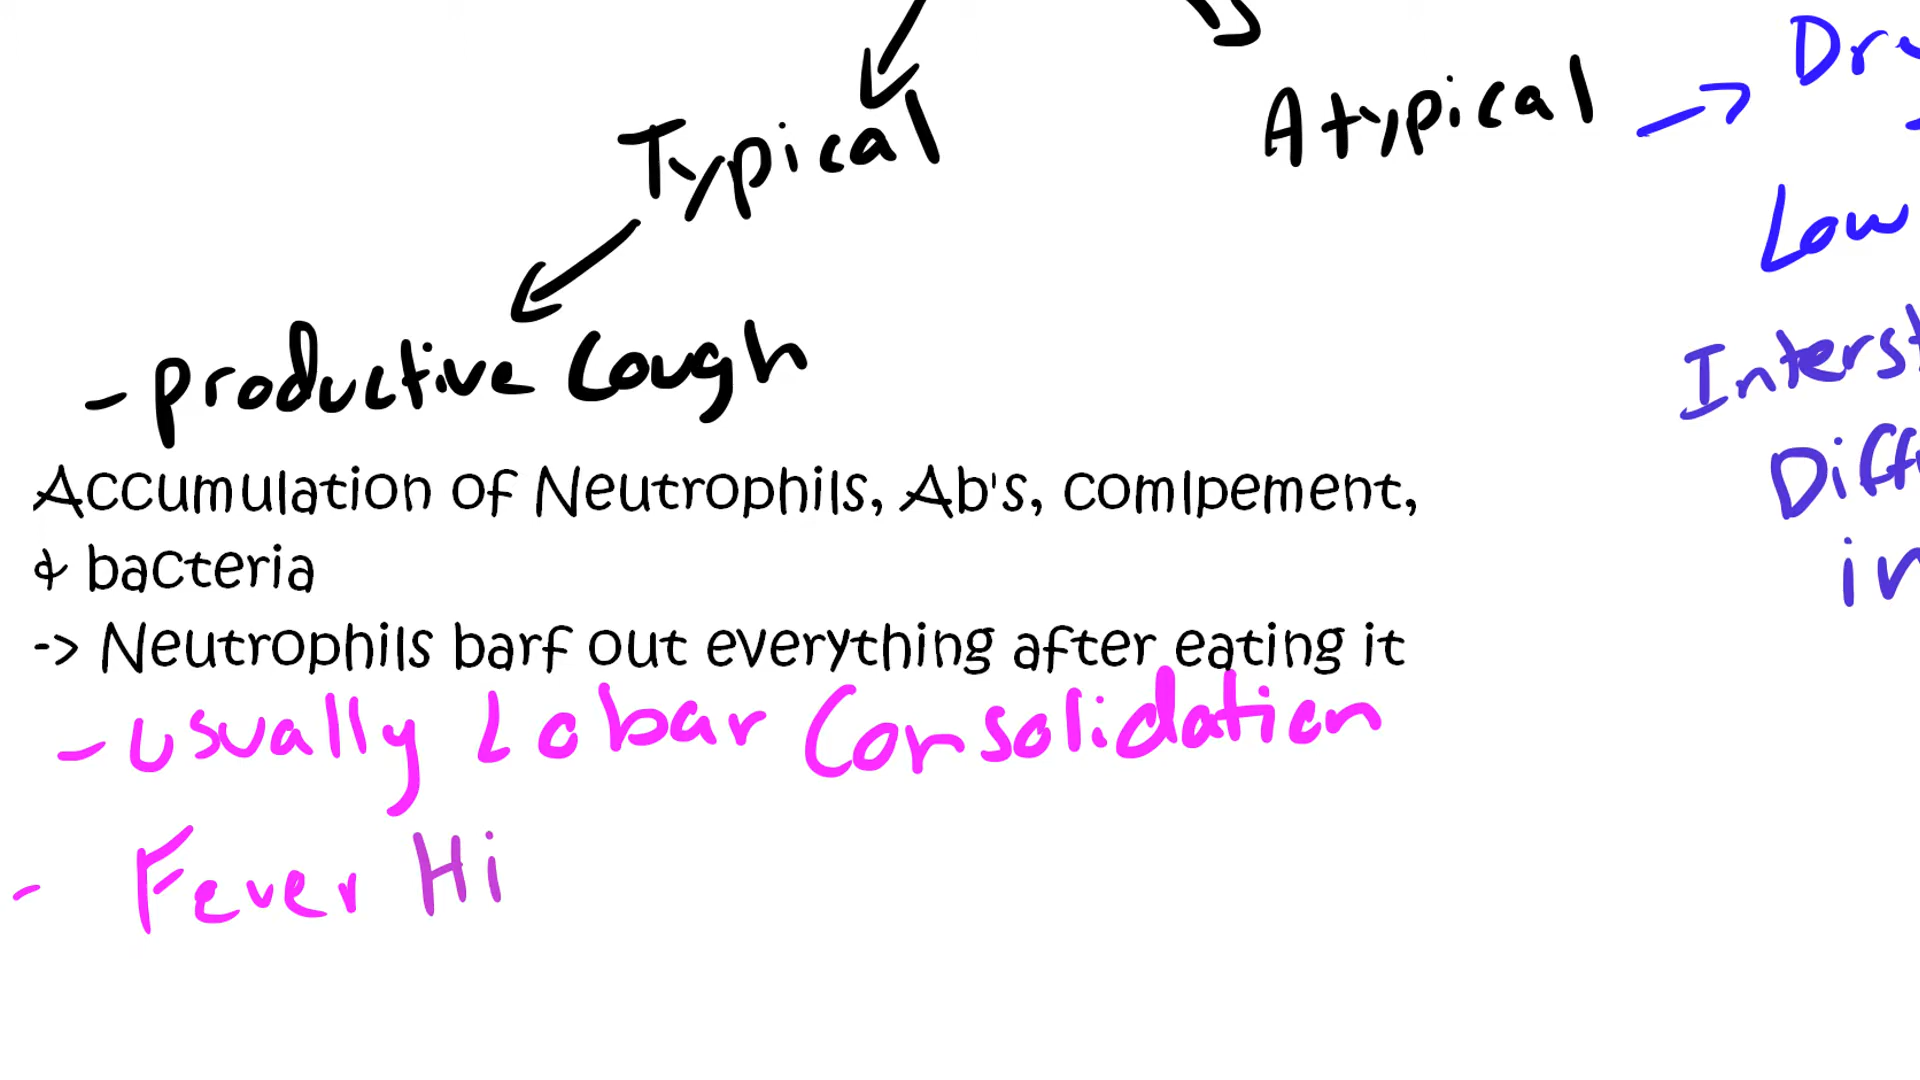 Typical
Atypical
- productive Cough
Accumulation of Neutrophils, Ab's, comlpement,
& bacteria
-> Neutrophils barf out everything after eating it
- usually Lobar Consolidation
- Fever Hi
Dry
Low
Interst
Diff
in